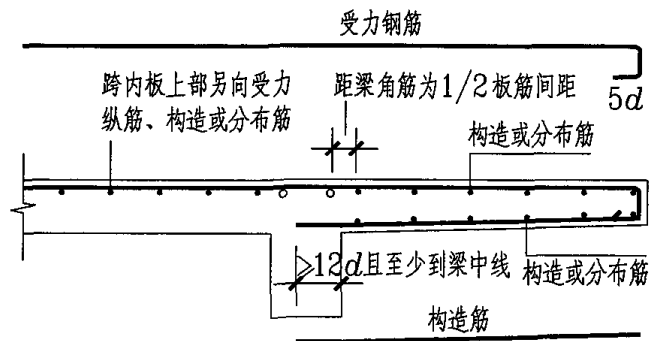 受力钢筋
跨内板上部另向受力
纵筋、构造或分布筋
距梁角筋为1/2板筋间距
5d
构造或分布筋
≥12d且至少到梁中线
构造或分布筋
构造筋